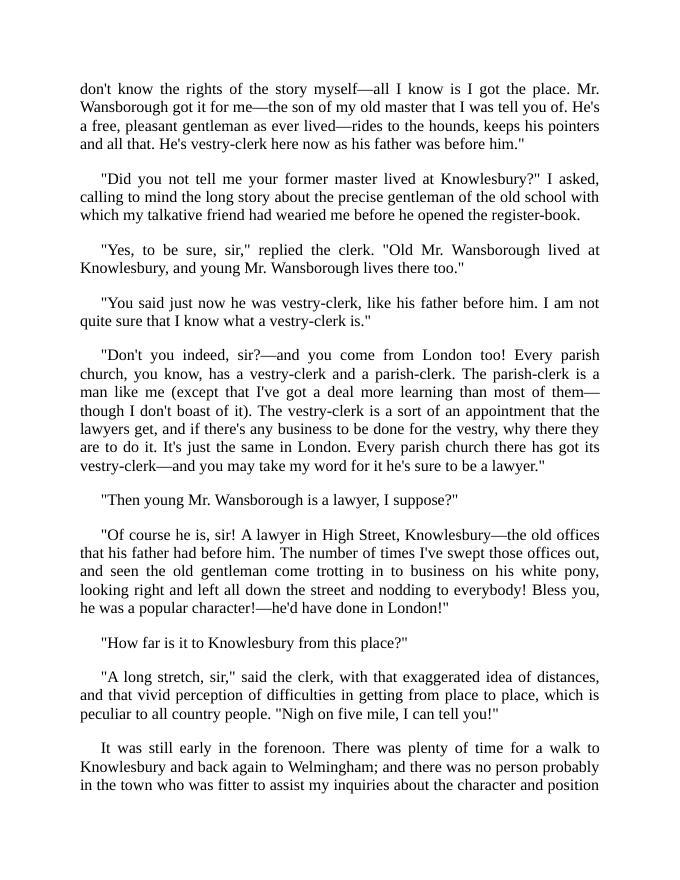 don't know the rights of the story myself—all I know is I got the place. Mr.
Wansborough got it for me—the son of my old master that I was tell you of. He's
a free, pleasant gentleman as ever lived—rides to the hounds, keeps his pointers
and all that. He's vestry-clerk here now as his father was before him."
"Did you not tell me your former master lived at Knowlesbury?" I asked,
calling to mind the long story about the precise gentleman of the old school with
which my talkative friend had wearied me before he opened the register-book.
"Yes, to be sure, sir," replied the clerk. "Old Mr. Wansborough lived at
Knowlesbury, and young Mr. Wansborough lives there too."
"You said just now he was vestry-clerk, like his father before him. I am not
quite sure that I know what a vestry-clerk is."
"Don't you indeed, sir?—and you come from London too! Every parish
church, you know, has a vestry-clerk and a parish-clerk. The parish-clerk is a
man like me (except that I've got a deal more learning than most of them—
though I don't boast of it). The vestry-clerk is a sort of an appointment that the
lawyers get, and if there's any business to be done for the vestry, why there they
are to do it. It's just the same in London. Every parish church there has got its
vestry-clerk—and you may take my word for it he's sure to be a lawyer."
"Then young Mr. Wansborough is a lawyer, I suppose?"
"Of course he is, sir! A lawyer in High Street, Knowlesbury—the old offices
that his father had before him. The number of times I've swept those offices out,
and seen the old gentleman come trotting in to business on his white pony,
looking right and left all down the street and nodding to everybody! Bless you,
he was a popular character!—he'd have done in London!"
"How far is it to Knowlesbury from this place?"
"A long stretch, sir," said the clerk, with that exaggerated idea of distances,
and that vivid perception of difficulties in getting from place to place, which is
peculiar to all country people. "Nigh on five mile, I can tell you!"
It was still early in the forenoon. There was plenty of time for a walk to
Knowlesbury and back again to Welmingham; and there was no person probably
in the town who was fitter to assist my inquiries about the character and position